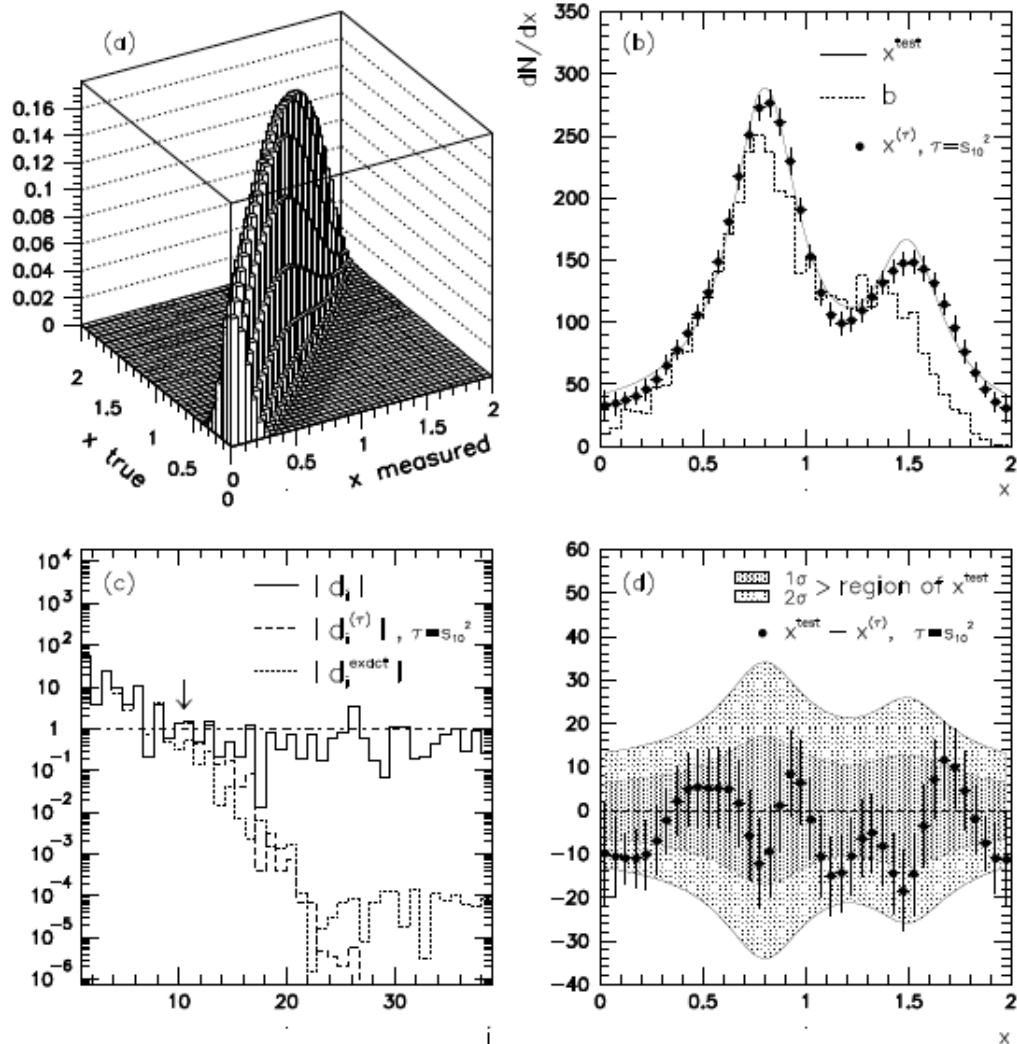 (a)
0.16
0.14
0.12
0.1
0.08
0.06
0.04
0.02
0
2
1.5
1
0.5
0
x true
0
0.5
1
1.5
2
x measured
(b)
dN/dx
350
300
250
200
150
100
50
0
x^test
b
x^(τ), τ=s₁₀²
0 0.5 1 1.5 2
x
(c)
10^4
10^3
10^2
10
1
10^-1
10^-2
10^-3
10^-4
10^-5
10^-6
| d_i |
| d_i^(τ) | , τ=s₁₀²
| d_i^exact |
10 20 30
i
(d)
60
50
40
30
20
10
0
-10
-20
-30
-40
1σ
2σ > region of x^test
x^test — x^(τ), τ=s₁₀²
0 0.5 1 1.5 2
x